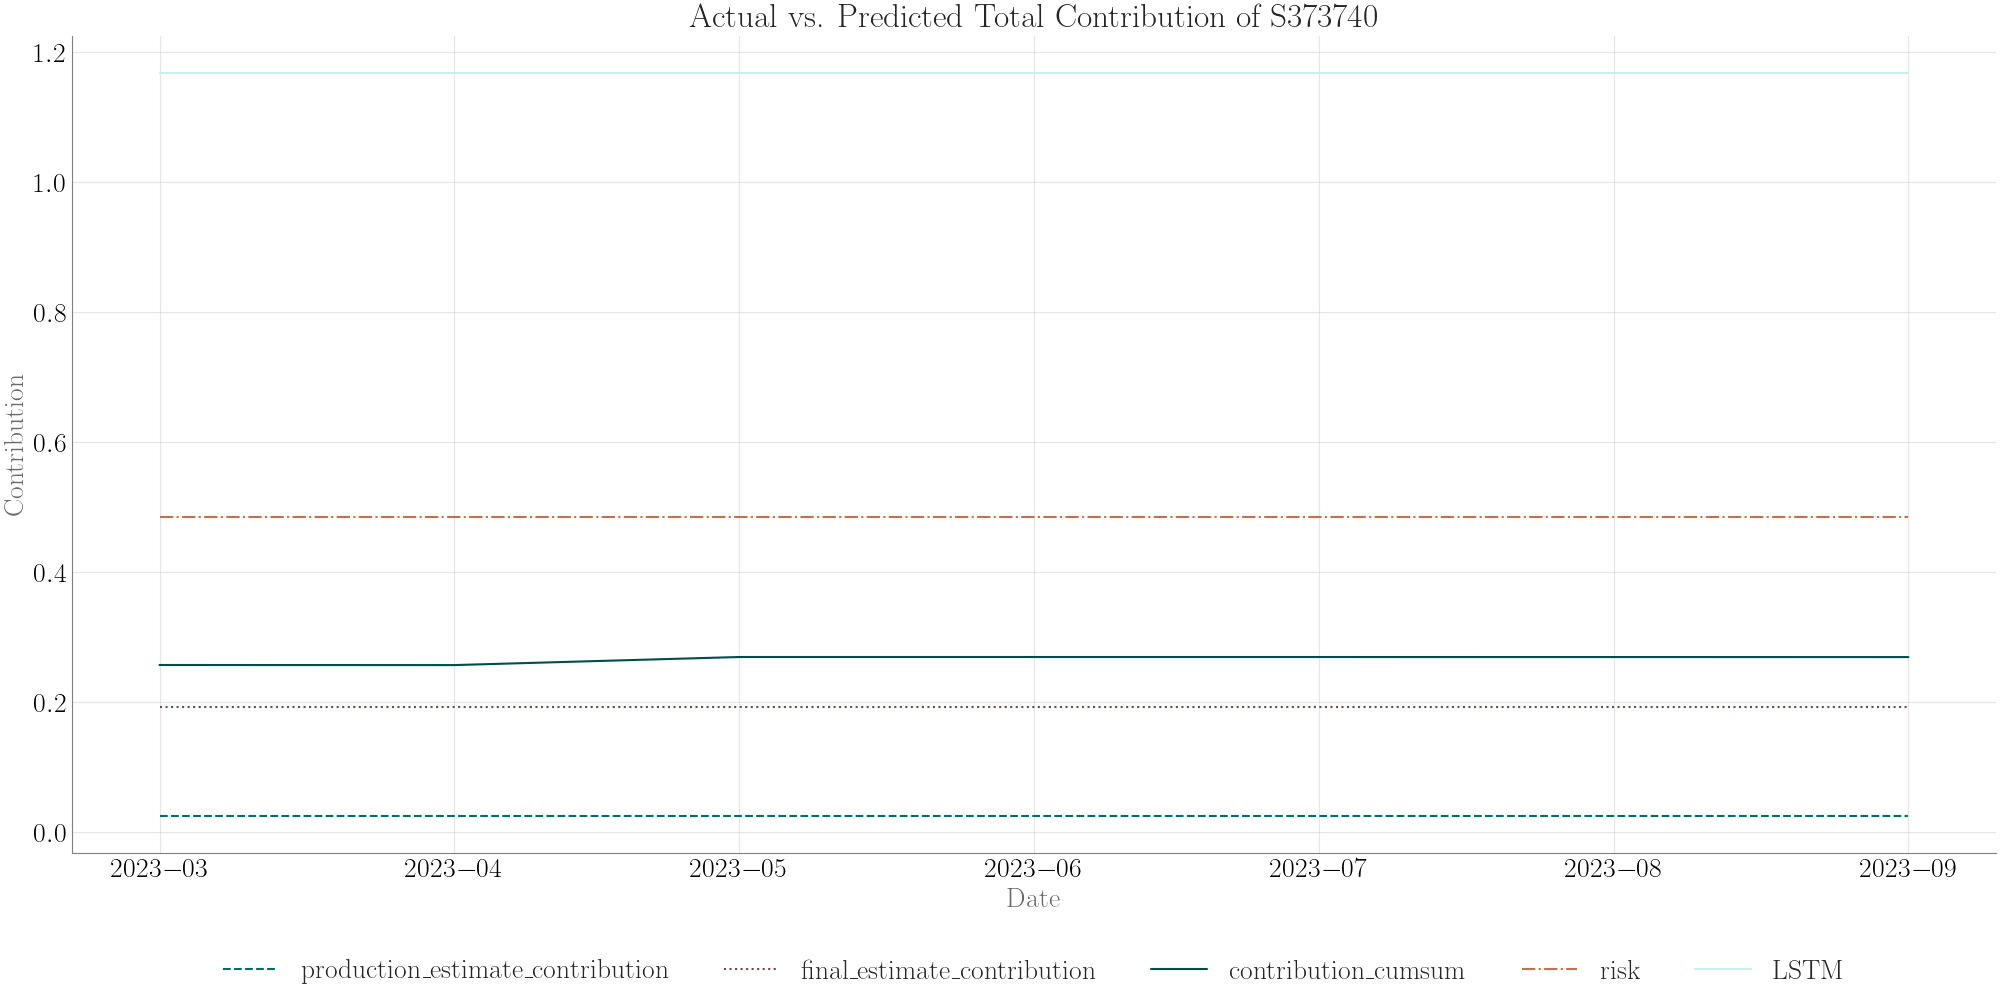 Actual vs. Predicted Total Contribution of S373740
1.2
1.0
0.8
0.6
0.4
0.2
0.0
Contribution
2023−03 2023−04 2023−05 2023−06 2023−07 2023−08 2023−09
Date
production_estimate_contribution final_estimate_contribution contribution_cumsum risk LSTM